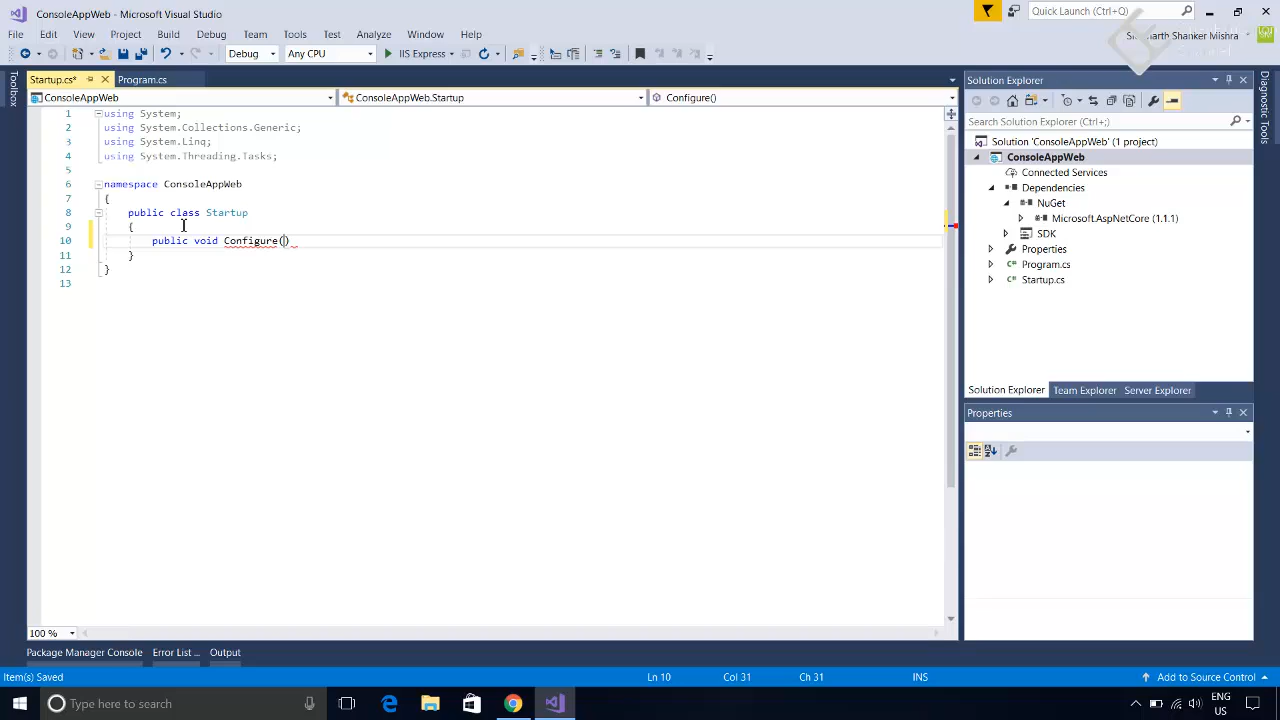 ConsoleAppWeb - Microsoft Visual Studio
Quick Launch (Ctrl+Q)
File Edit View Project Build Debug Team Tools Test Analyze Window Help
Shanker Mishra
Debug Any CPU IIS Express
Startup.cs* Program.cs
ConsoleAppWeb ConsoleAppWeb.Startup Configure()
1 using System;
2 using System.Collections.Generic;
3 using System.Linq;
4 using System.Threading.Tasks;
5
6 namespace ConsoleAppWeb
7 {
8 public class Startup
9 {
10 public void Configure()
11 }
12 }
13
100 %
Toolbox
Solution Explorer
Search Solution Explorer (Ctrl+;)
Solution 'ConsoleAppWeb' (1 project)
ConsoleAppWeb
Connected Services
Dependencies
NuGet
Microsoft.AspNetCore (1.1.1)
SDK
Properties
Program.cs
Startup.cs
Solution Explorer Team Explorer Server Explorer
Properties
Diagnostic Tools
Package Manager Console Error List ... Output
Item(s) Saved Ln 10 Col 31 Ch 31 INS Add to Source Control
Type here to search
ENG
US